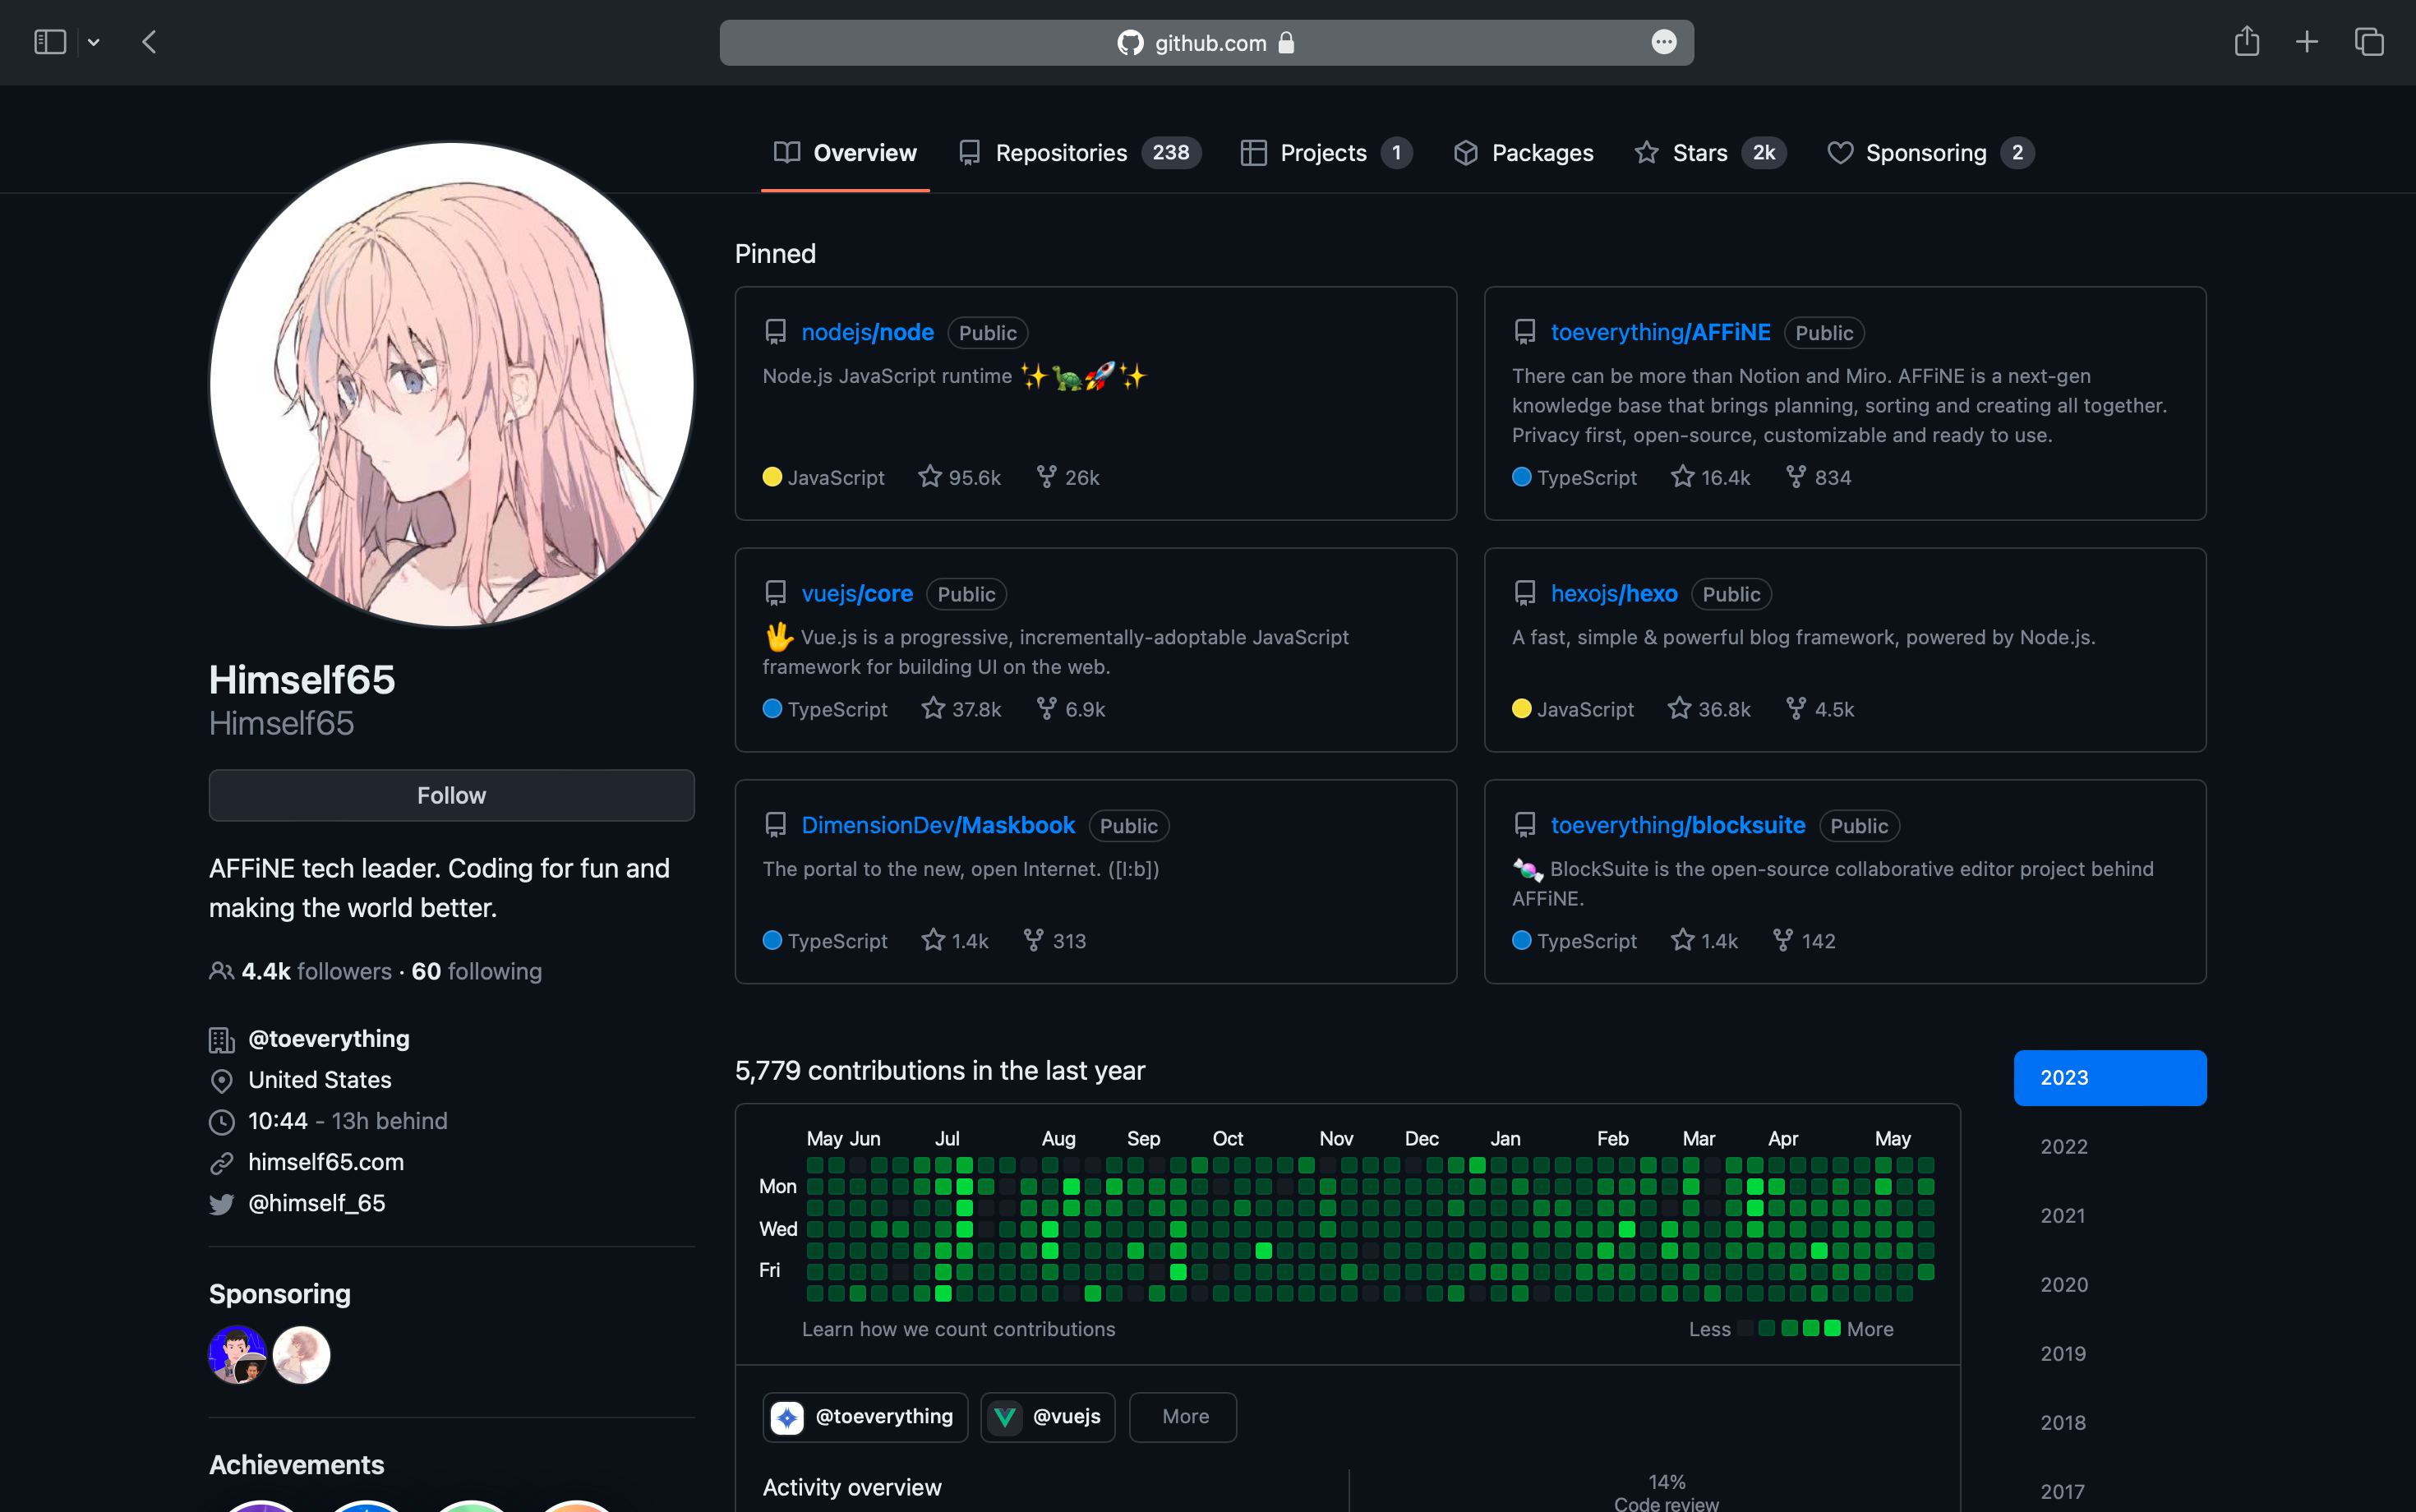 github.com
Overview
Repositories 238
Projects 1
Packages
Stars 2k
Sponsoring 2
Himself65
Himself65
Follow
AFFiNE tech leader. Coding for fun and
making the world better.
4.4k followers · 60 following
@toeverything
United States
10:44 - 13h behind
himself65.com
@himself_65
Sponsoring
Achievements
Pinned
nodejs/node Public
Node.js JavaScript runtime ✨🐢🚀✨
JavaScript 95.6k 26k
toeverything/AFFiNE Public
There can be more than Notion and Miro. AFFiNE is a next-gen
knowledge base that brings planning, sorting and creating all together.
Privacy first, open-source, customizable and ready to use.
TypeScript 16.4k 834
vuejs/core Public
🖖 Vue.js is a progressive, incrementally-adoptable JavaScript
framework for building UI on the web.
TypeScript 37.8k 6.9k
hexojs/hexo Public
A fast, simple & powerful blog framework, powered by Node.js.
JavaScript 36.8k 4.5k
DimensionDev/Maskbook Public
The portal to the new, open Internet. ([I:b])
TypeScript 1.4k 313
toeverything/blocksuite Public
🍬 BlockSuite is the open-source collaborative editor project behind
AFFiNE.
TypeScript 1.4k 142
5,779 contributions in the last year
May Jun Jul Aug Sep Oct Nov Dec Jan Feb Mar Apr May
Mon
Wed
Fri
Learn how we count contributions
Less More
@toeverything
@vuejs
More
Activity overview
14%
Code review
2023
2022
2021
2020
2019
2018
2017